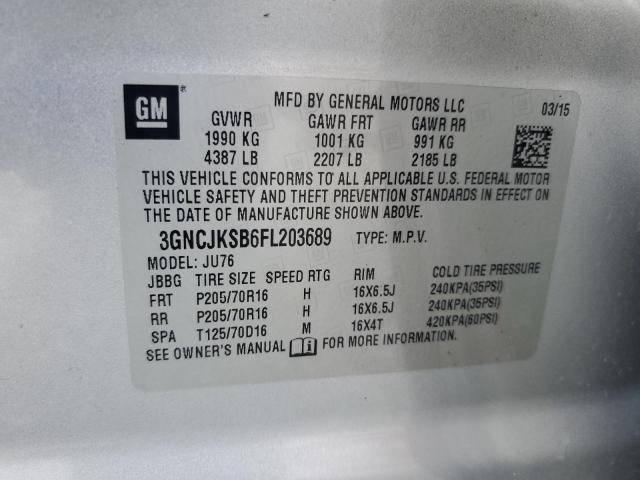 GM
MFD BY GENERAL MOTORS LLC 03/15
GVWR GAWR FRT GAWR RR
1990 KG 1001 KG 991 KG
4387 LB 2207 LB 2185 LB
THIS VEHICLE CONFORMS TO ALL APPLICABLE U.S. FEDERAL MOTOR
VEHICLE SAFETY AND THEFT PREVENTION STANDARDS IN EFFECT ON
THE DATE OF MANUFACTURE SHOWN ABOVE.
3GNCJKSB6FL203689 TYPE: M.P.V.
MODEL: JU76
JBBG TIRE SIZE SPEED RTG RIM COLD TIRE PRESSURE
FRT P205/70R16 H 16X6.5J 240KPA(35PSI)
RR P205/70R16 H 16X6.5J 240KPA(35PSI)
SPA T125/70D16 M 16X4T 420KPA(60PSI)
SEE OWNER'S MANUAL i FOR MORE INFORMATION.